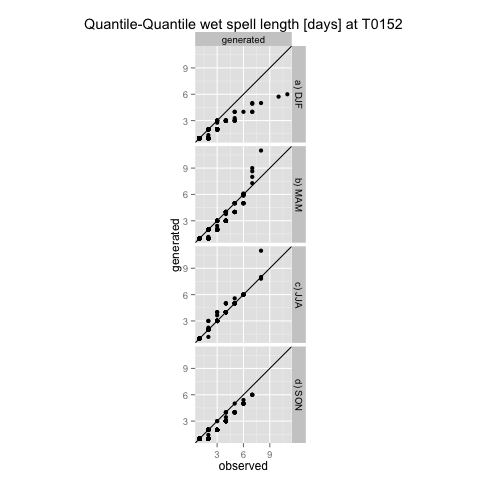 Quantile-Quantile wet spell length [days] at T0152
generated
9
6
3
a) DJF
9
6
3
b) MAM
generated
9
6
3
c) JJA
9
6
3
d) SON
3 6 9
observed